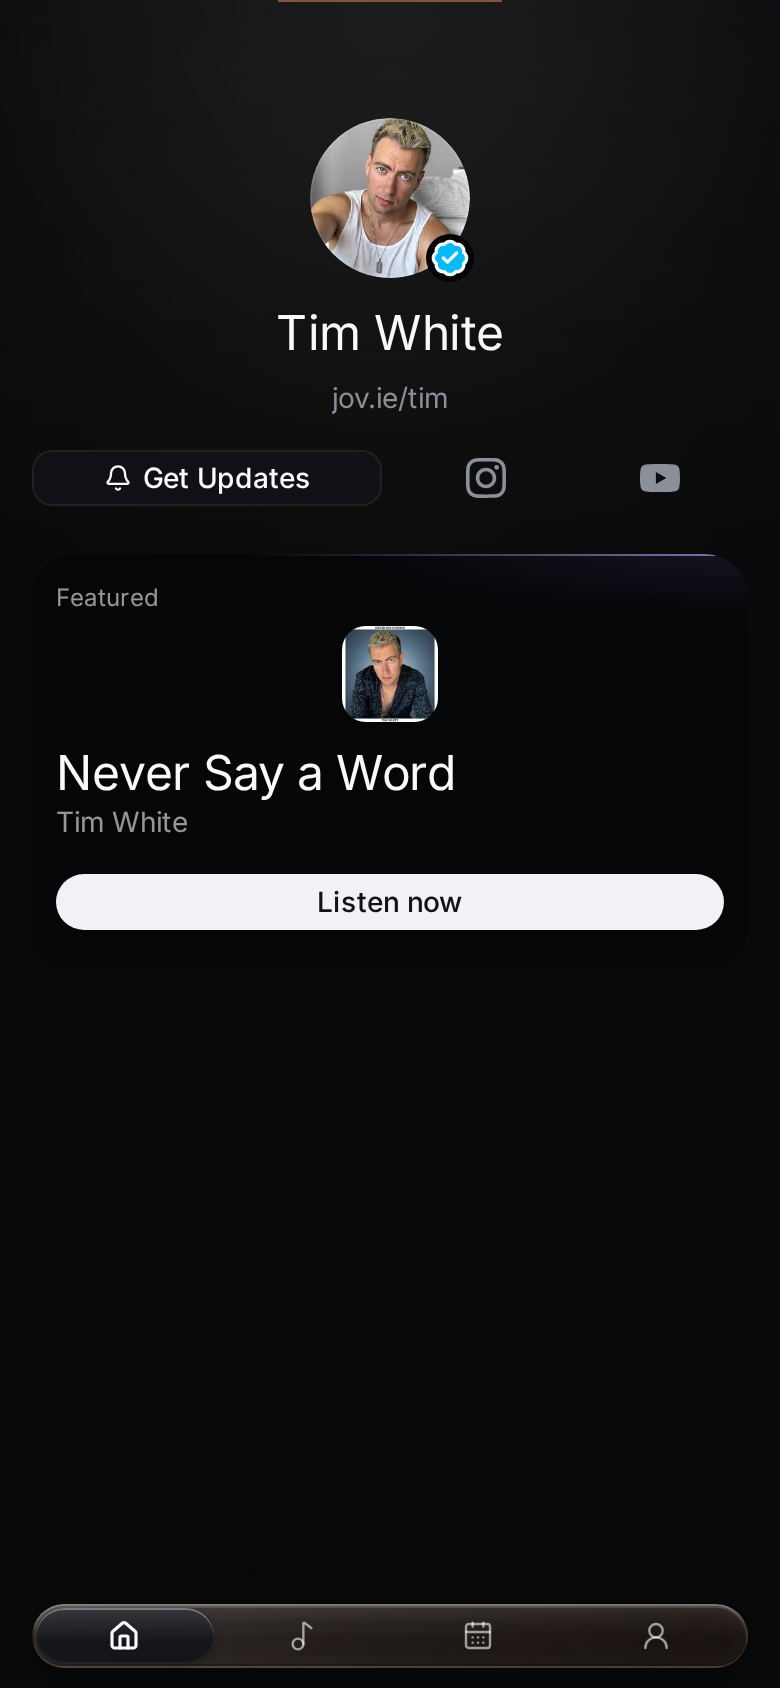 Tim White
jov.ie/tim
Get Updates
Featured
Never Say a Word
Tim White
Listen now